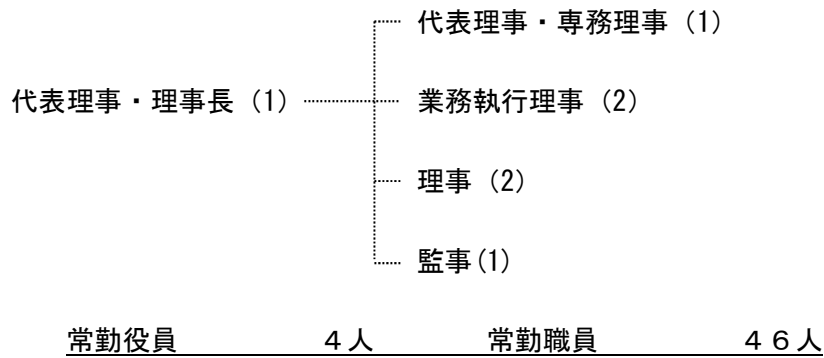 代表理事・専務理事 (1)
代表理事・理事長 (1)
業務執行理事 (2)
理事 (2)
監事(1)
常勤役員 4人 常勤職員 46人